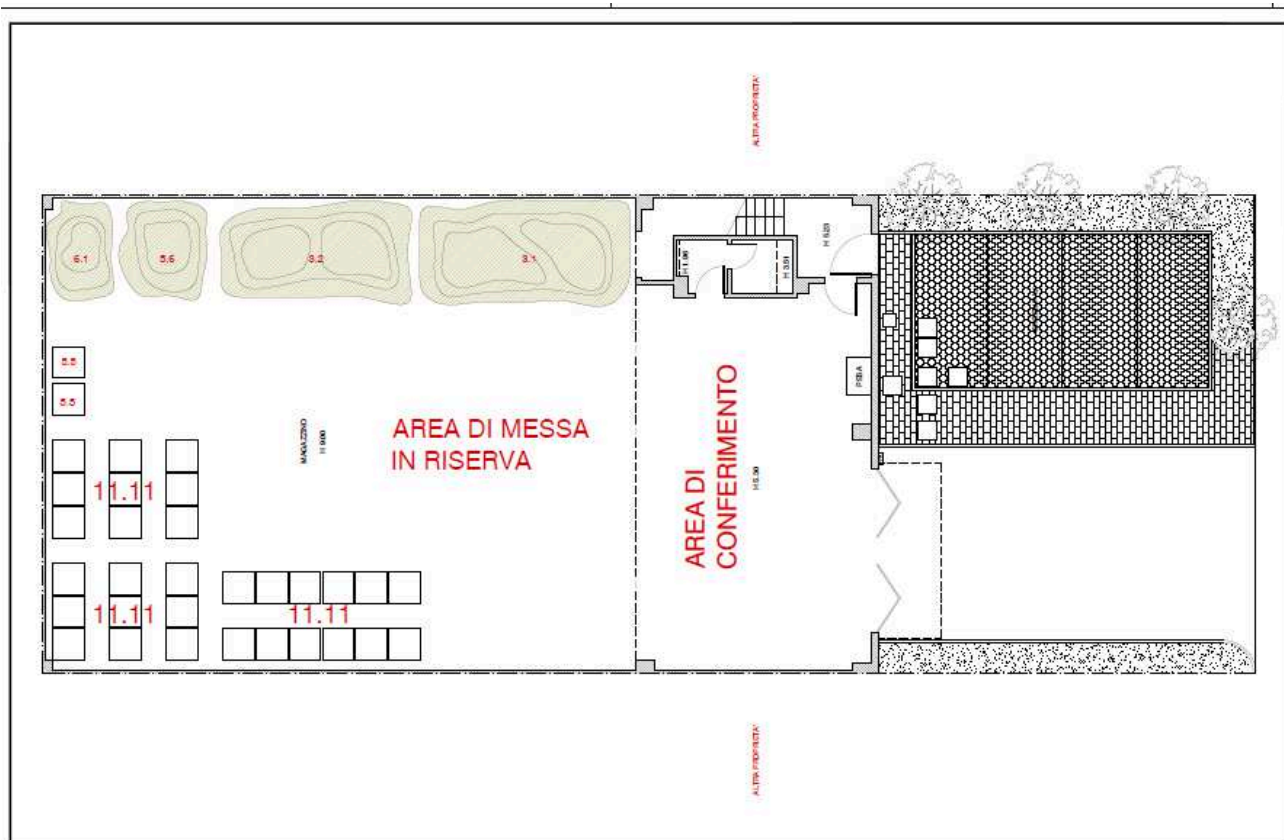 ALTRA PROPRIETA'
6.1
5.6
3.2
3.1
H 1.96
H 3.51
H 5.23
5.5
5.5
MAGAZZINO
H 9.00
AREA DI MESSA
IN RISERVA
AREA DI
CONFERIMENTO
PESA
H 5.30
11.11
11.11
11.11
ALTRA PROPRIETA'